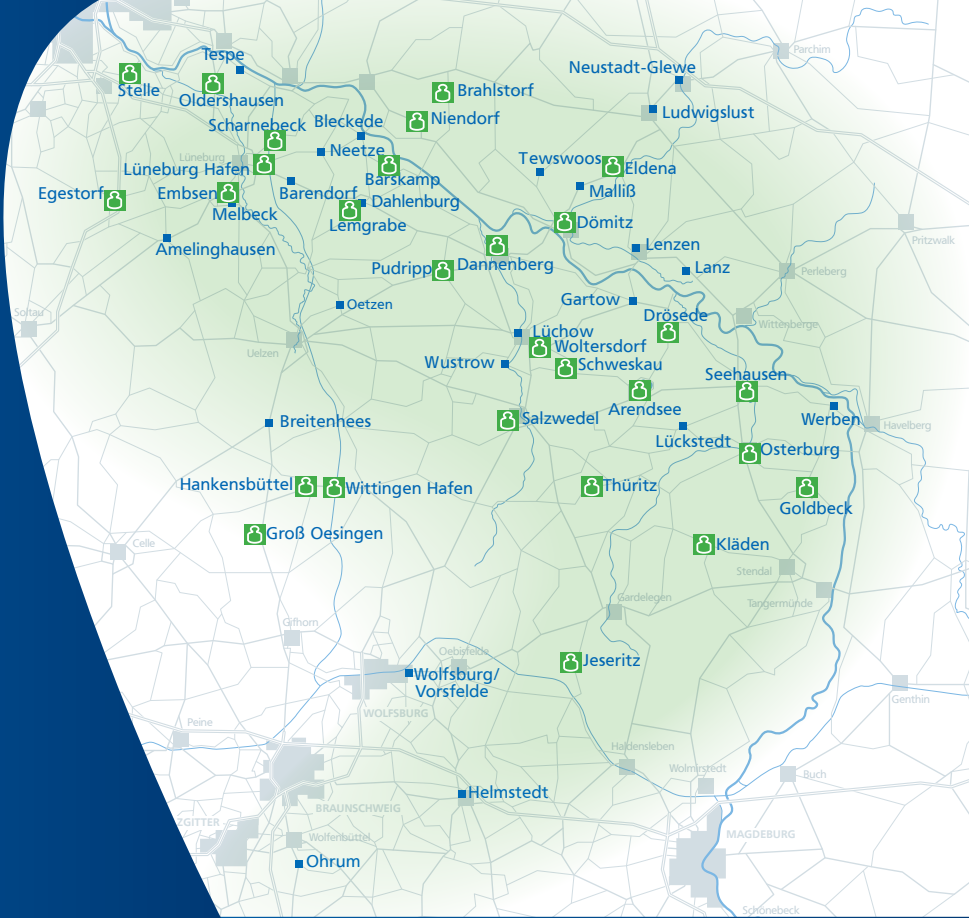 Tespe
Parchim
Neustadt-Glewe
Stelle
Oldershausen
Brahlstorf
Ludwigslust
Niendorf
Scharnebeck
Bleckede
Neetze
Lüneburg
Lüneburg Hafen
Tewswoos
Eldena
Barskamp
Malliß
Egestorf
Embsen
Barendorf
Dahlenburg
Melbeck
Lemgrabe
Dömitz
Pritzwalk
Amelinghausen
Lenzen
Dannenberg
Pudripp
Lanz
Perleberg
Oetzen
Gartow
Soltau
Drösede
Wittenberge
Lüchow
Woltersdorf
Uelzen
Wustrow
Schweskau
Seehausen
Arendsee
Salzwedel
Werben
Breitenhees
Havelberg
Lückstedt
Osterburg
Hankensbüttel
Wittingen Hafen
Thüritz
Goldbeck
Groß Oesingen
Celle
Kläden
Stendal
Gardelegen
Tangermünde
Gifhorn
Oebisfelde
Jeseritz
Wolfsburg/
Vorsfelde
Genthin
WOLFSBURG
Peine
Haldensleben
Wolmirstedt
Buch
Helmstedt
BRAUNSCHWEIG
ZGITTER
MAGDEBURG
Wolfenbüttel
Ohrum
Schönebeck